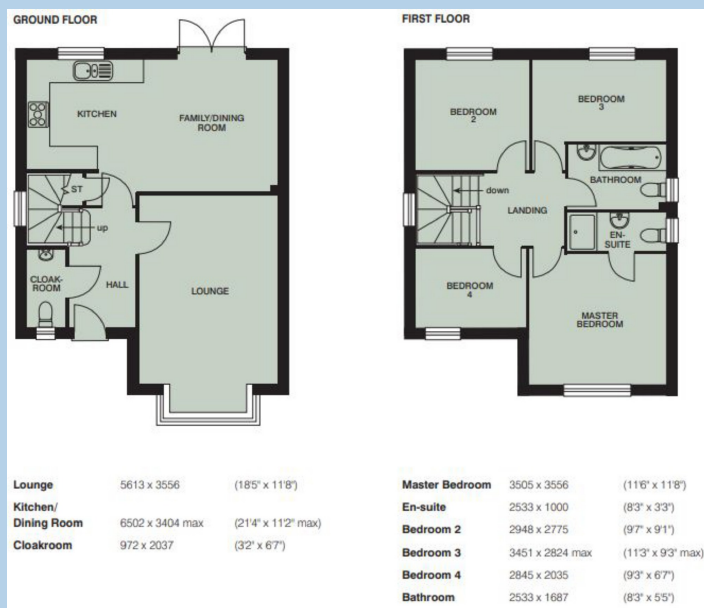 GROUND FLOOR
KITCHEN
FAMILY/DINING
ROOM
ST
up
CLOAK-
ROOM
HALL
LOUNGE
Lounge 5613 x 3556 (18'5" x 11'8")
Kitchen/
Dining Room 6502 x 3404 max (21'4" x 11'2" max)
Cloakroom 972 x 2037 (3'2" x 6'7")
FIRST FLOOR
BEDROOM
2
BEDROOM
3
BATHROOM
down
LANDING
EN-
SUITE
BEDROOM
4
MASTER
BEDROOM
Master Bedroom 3505 x 3556 (11'6" x 11'8")
En-suite 2533 x 1000 (8'3" x 3'3")
Bedroom 2 2948 x 2775 (9'7" x 9'1")
Bedroom 3 3451 x 2824 max (11'3" x 9'3" max)
Bedroom 4 2845 x 2035 (9'3" x 6'7")
Bathroom 2533 x 1687 (8'3" x 5'5")